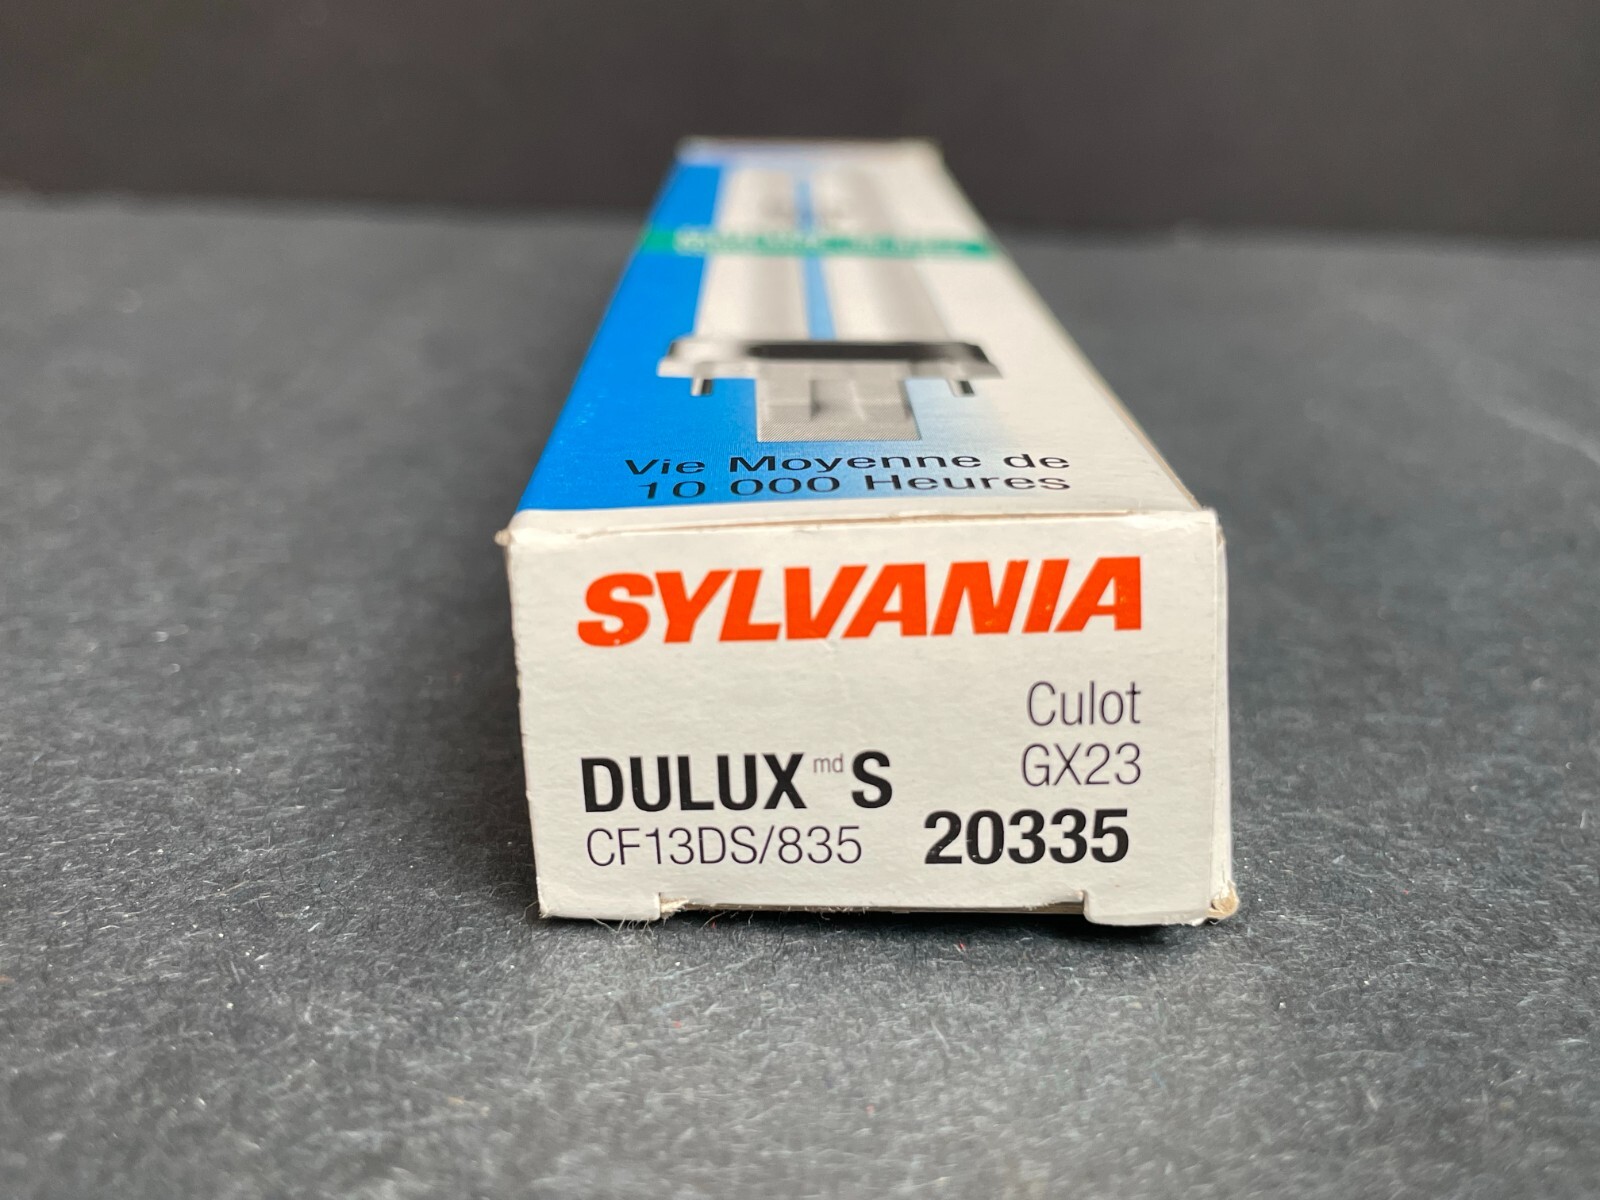 Vie Moyenne de
10 000 Heures
SYLVANIA
Culot
GX23
DULUX md S
CF13DS/835
20335